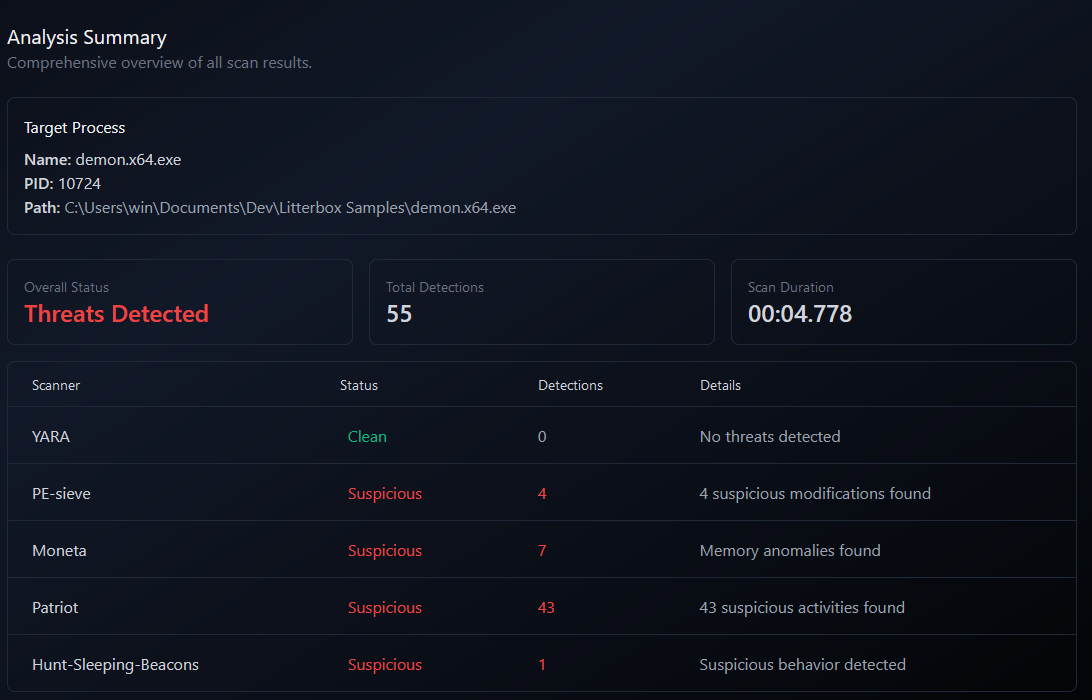 Analysis Summary
Comprehensive overview of all scan results.
Target Process
Name: demon.x64.exe
PID: 10724
Path: C:\Users\win\Documents\Dev\Litterbox Samples\demon.x64.exe
Overall Status
Threats Detected
Total Detections
55
Scan Duration
00:04.778
Scanner Status Detections Details
YARA Clean 0 No threats detected
PE-sieve Suspicious 4 4 suspicious modifications found
Moneta Suspicious 7 Memory anomalies found
Patriot Suspicious 43 43 suspicious activities found
Hunt-Sleeping-Beacons Suspicious 1 Suspicious behavior detected